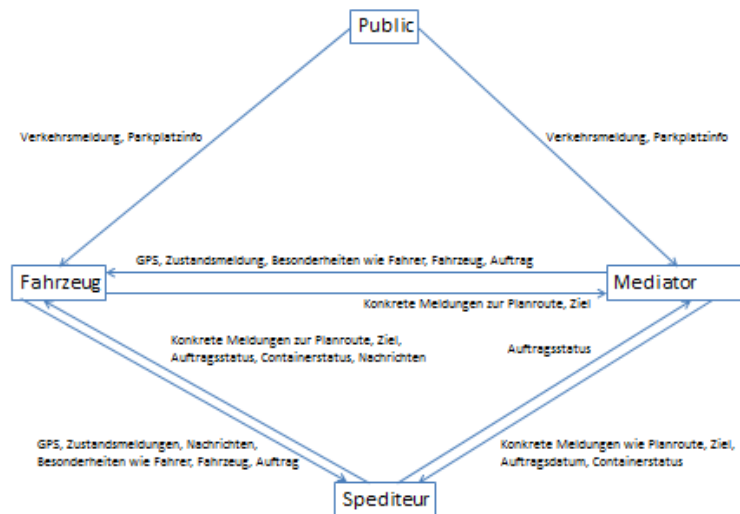 Public
Verkehrsmeldung, Parkplatzinfo
Verkehrsmeldung, Parkplatzinfo
GPS, Zustandsmeldung, Besonderheiten wie Fahrer, Fahrzeug, Auftrag
Fahrzeug
Mediator
Konkrete Meldungen zur Planroute, Ziel
Konkrete Meldungen zur Planroute, Ziel,
Auftragsstatus, Containerstatus, Nachrichten
Auftragsstatus
GPS, Zustandsmeldungen, Nachrichten,
Besonderheiten wie Fahrer, Fahrzeug, Auftrag
Konkrete Meldungen wie Planroute, Ziel,
Auftragsdatum, Containerstatus
Spediteur